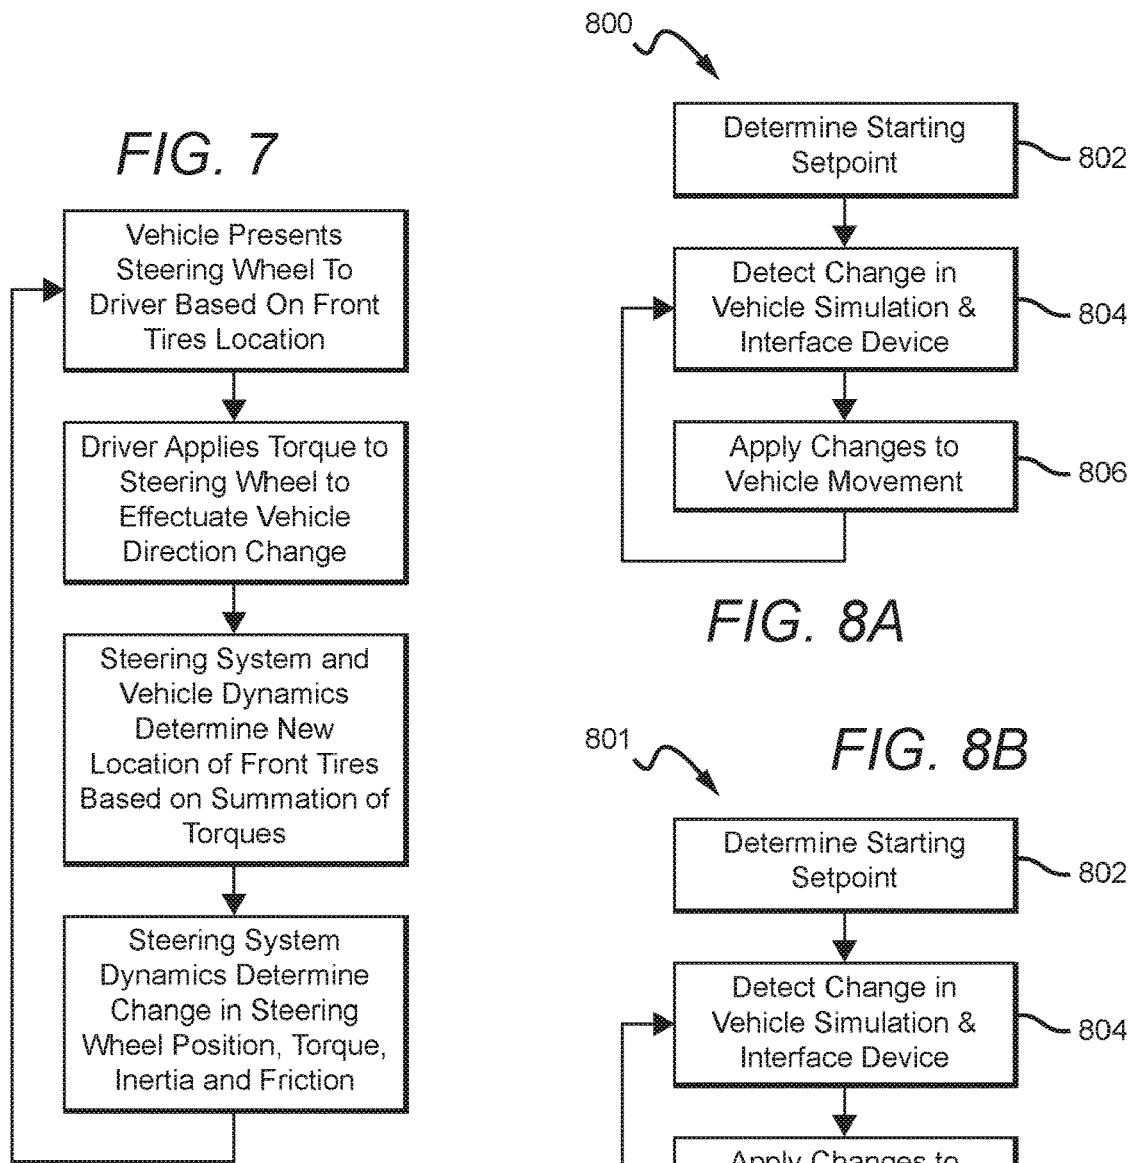 FIG. 7
Vehicle Presents
Steering Wheel To
Driver Based On Front
Tires Location
Driver Applies Torque to
Steering Wheel to
Effectuate Vehicle
Direction Change
Steering System and
Vehicle Dynamics
Determine New
Location of Front Tires
Based on Summation of
Torques
Steering System
Dynamics Determine
Change in Steering
Wheel Position, Torque,
Inertia and Friction
800
Determine Starting
Setpoint
802
Detect Change in
Vehicle Simulation &
Interface Device
804
Apply Changes to
Vehicle Movement
806
FIG. 8A
801
FIG. 8B
Determine Starting
Setpoint
802
Detect Change in
Vehicle Simulation &
Interface Device
804
Apply Changes to